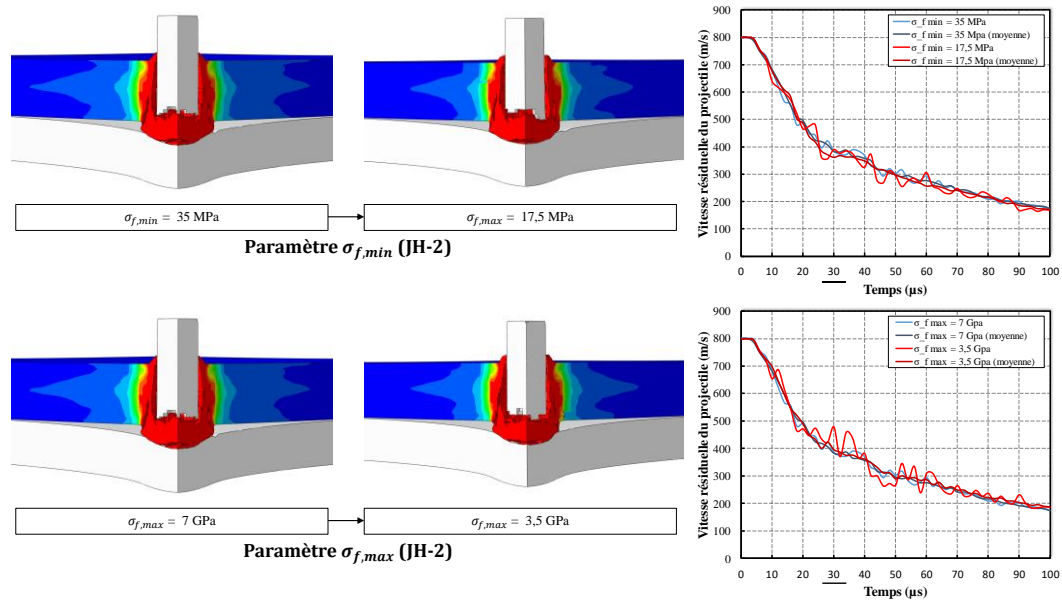 σ_f,min = 35 MPa
σ_f,max = 17,5 MPa
Paramètre σ_f,min (JH-2)
900
800
700
600
500
400
300
200
100
0
Vitesse résiduelle du projectile (m/s)
σ_f min = 35 MPa
σ_f min = 35 Mpa (moyenne)
σ_f min = 17,5 MPa
σ_f min = 17,5 Mpa (moyenne)
0 10 20 30 40 50 60 70 80 90 100
Temps (µs)
σ_f,max = 7 GPa
σ_f,max = 3,5 GPa
Paramètre σ_f,max (JH-2)
900
800
700
600
500
400
300
200
100
0
Vitesse résiduelle du projectile (m/s)
σ_f max = 7 Gpa
σ_f max = 7 Gpa (moyenne)
σ_f max = 3,5 Gpa
σ_f max = 3,5 Gpa (moyenne)
0 10 20 30 40 50 60 70 80 90 100
Temps (µs)